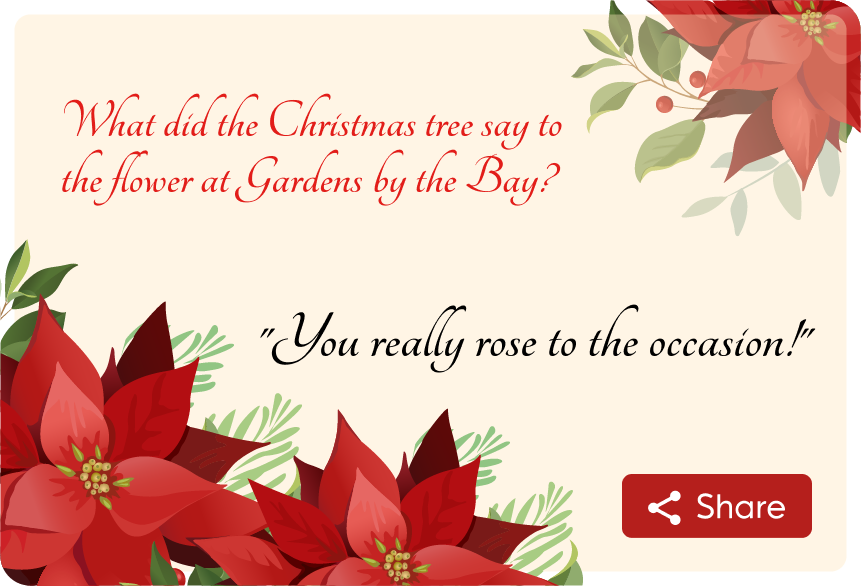 What did the Christmas tree say to
the flower at Gardens by the Bay?
"You really rose to the occasion!"
Share